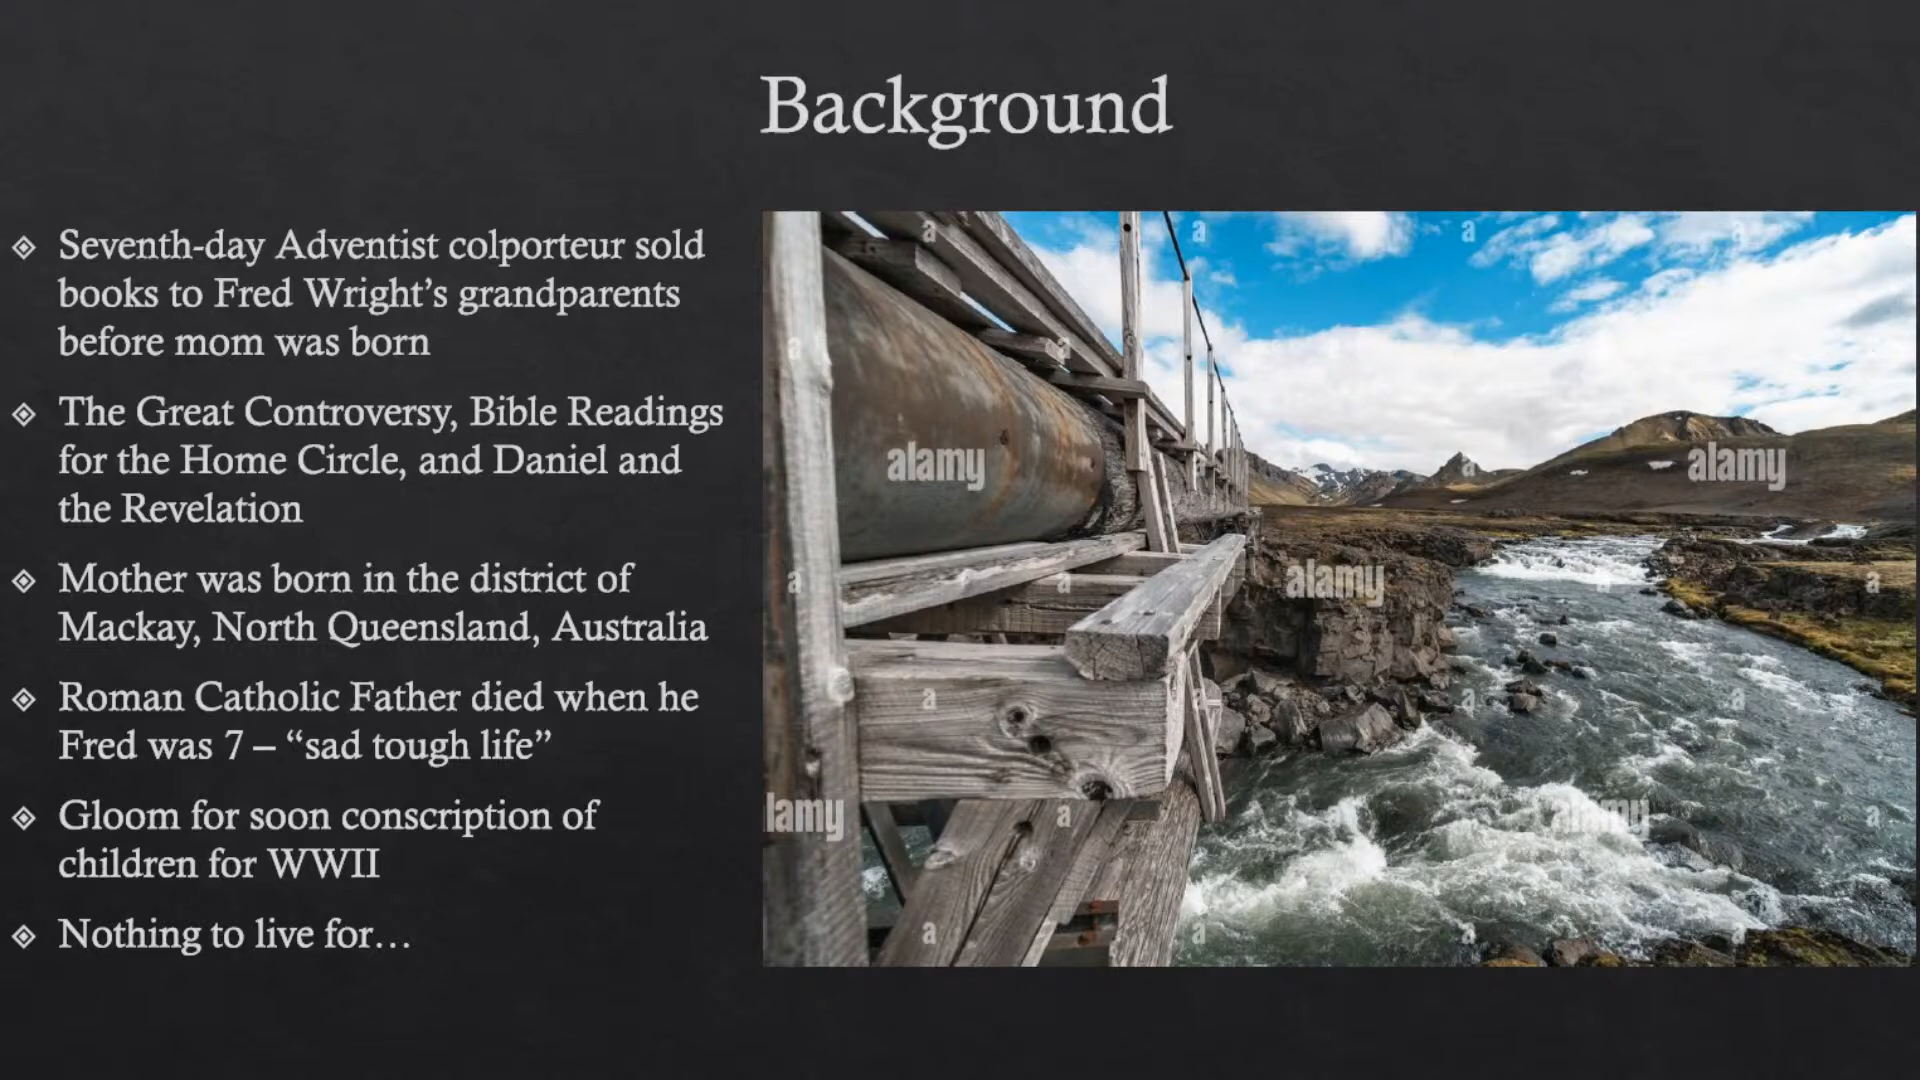 Background
Seventh-day Adventist colporteur sold
books to Fred Wright’s grandparents
before mom was born
The Great Controversy, Bible Readings
for the Home Circle, and Daniel and
the Revelation
Mother was born in the district of
Mackay, North Queensland, Australia
Roman Catholic Father died when he
Fred was 7 – “sad tough life”
Gloom for soon conscription of
children for WWII
Nothing to live for…
a a a a
a
alamy alamy
a a alamy a
a a a
lamy a alamy a
a a a a